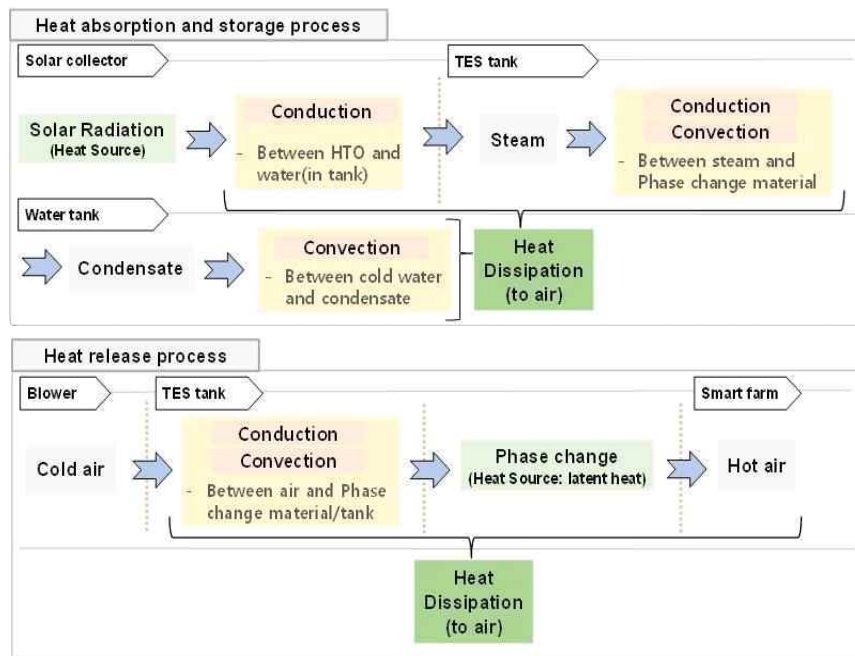 Heat absorption and storage process
Solar collector
TES tank
Solar Radiation
(Heat Source)
Conduction
- Between HTO and
water(in tank)
Steam
Conduction
Convection
- Between steam and
Phase change material
Water tank
Condensate
Convection
- Between cold water
and condensate
Heat
Dissipation
(to air)
Heat release process
Blower
TES tank
Smart farm
Cold air
Conduction
Convection
- Between air and Phase
change material/tank
Phase change
(Heat Source: latent heat)
Hot air
Heat
Dissipation
(to air)